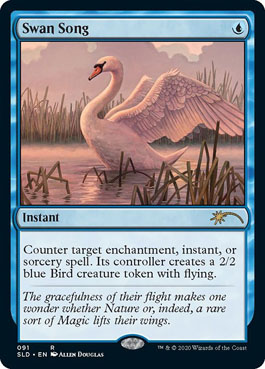 Swan Song
Instant
Counter target enchantment, instant, or
sorcery spell. Its controller creates a 2/2
blue Bird creature token with flying.
The gracefulness of their flight makes one
wonder whether Nature or, indeed, a rare
sort of Magic lifts their wings.
091 R
SLD • EN Allen Douglas
™ & © 2020 Wizards of the Coast